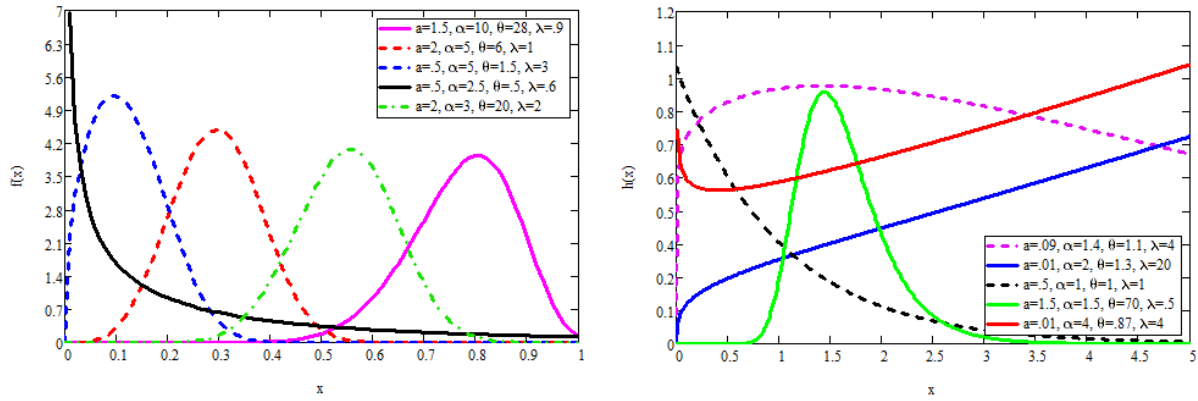 7
6.3
5.6
4.9
4.2
3.5
2.8
2.1
1.4
0.7
0
f(x)
a=1.5, α=10, θ=28, λ=.9
a=2, α=5, θ=6, λ=1
a=.5, α=5, θ=1.5, λ=3
a=.5, α=2.5, θ=.5, λ=.6
a=2, α=3, θ=20, λ=2
0 0.1 0.2 0.3 0.4 0.5 0.6 0.7 0.8 0.9 1
x
1.2
1.1
1
0.9
0.8
0.7
0.6
0.5
0.4
0.3
0.2
0.1
0
h(x)
a=.09, α=1.4, θ=1.1, λ=4
a=.01, α=2, θ=1.3, λ=20
a=.5, α=1, θ=1, λ=1
a=1.5, α=1.5, θ=70, λ=.5
a=.01, α=4, θ=.87, λ=4
0 0.5 1 1.5 2 2.5 3 3.5 4 4.5 5
x